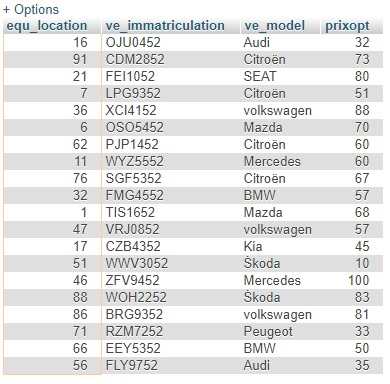 + Options
equ_location ve_immatriculation ve_model prixopt
16 OJU0452 Audi 32
91 CDM2852 Citroën 73
21 FEI1052 SEAT 80
7 LPG9352 Citroën 51
36 XCI4152 volkswagen 88
6 OSO5452 Mazda 70
62 PJP1452 Citroën 60
11 WYZ5552 Mercedes 60
76 SGF5352 Citroën 67
32 FMG4552 BMW 57
1 TIS1652 Mazda 68
47 VRJ0852 volkswagen 57
17 CZB4352 Kia 45
51 WWV3052 Škoda 10
46 ZFV9452 Mercedes 100
88 WOH2252 Škoda 83
86 BRG9352 volkswagen 81
71 RZM7252 Peugeot 33
66 EEY5352 BMW 50
56 FLY9752 Audi 35